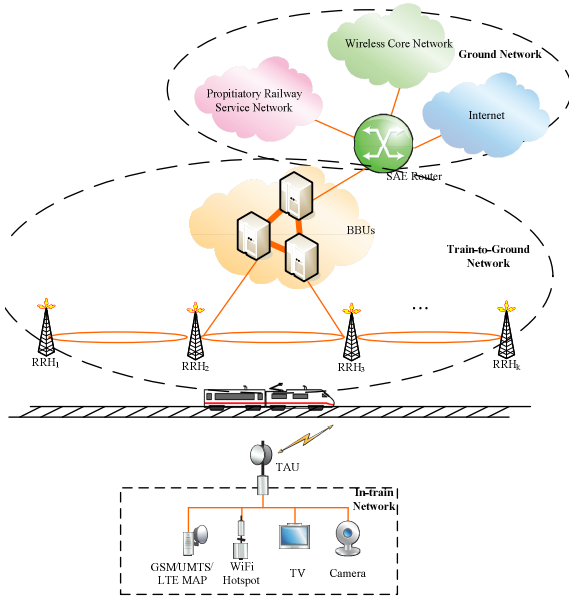 Wireless Core Network
Ground Network
Propitiatory Railway
Service Network
Internet
SAE Router
BBUs
Train-to-Ground
Network
...
RRH1
RRH2
RRH3
RRHk
TAU
In-train
Network
GSM/UMTS/
LTE MAP
WiFi
Hotspot
TV
Camera